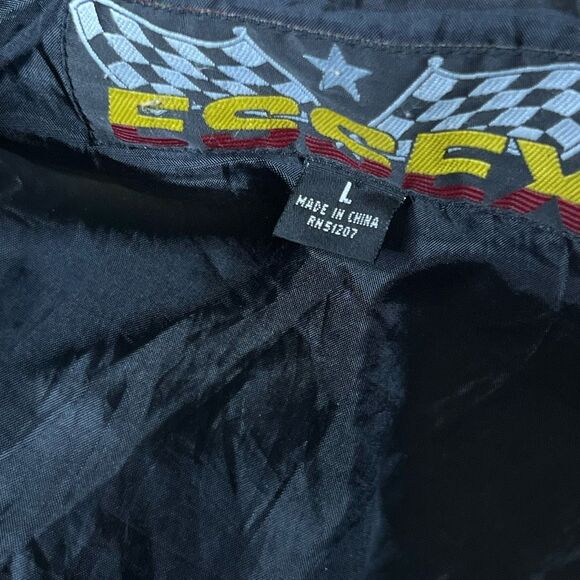 ESSEX
L
MADE IN CHINA
RN51207